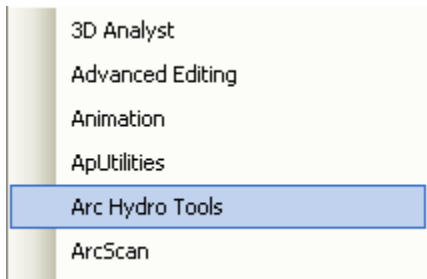 3D Analyst
Advanced Editing
Animation
ApUtilities
Arc Hydro Tools
ArcScan